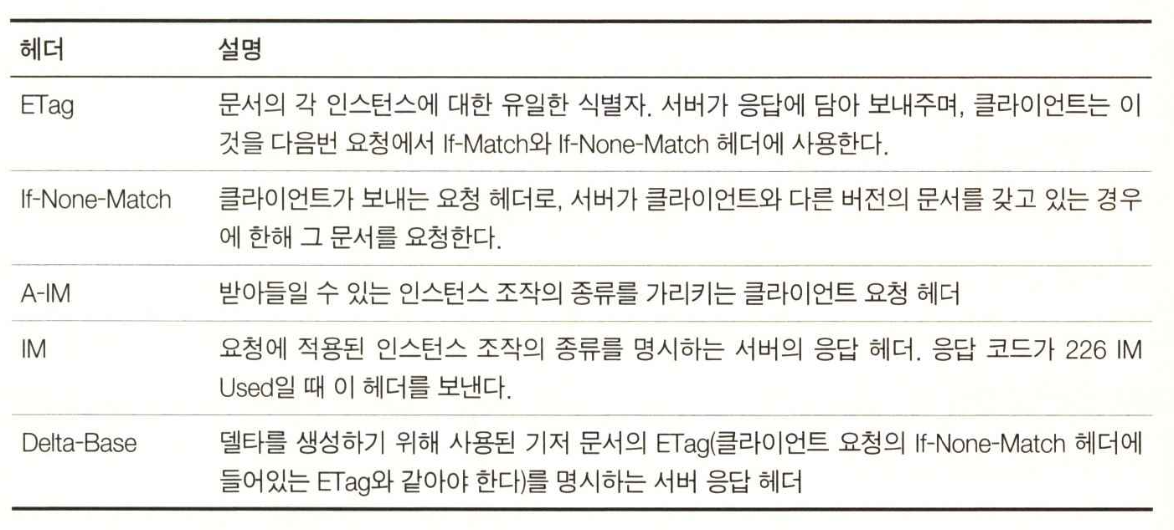 헤더 설명
ETag 문서의 각 인스턴스에 대한 유일한 식별자. 서버가 응답에 담아 보내주며, 클라이언트는 이
것을 다음번 요청에서 If-Match와 If-None-Match 헤더에 사용한다.
If-None-Match 클라이언트가 보내는 요청 헤더로, 서버가 클라이언트와 다른 버전의 문서를 갖고 있는 경우
에 한해 그 문서를 요청한다.
A-IM 받아들일 수 있는 인스턴스 조작의 종류를 가리키는 클라이언트 요청 헤더
IM 요청에 적용된 인스턴스 조작의 종류를 명시하는 서버의 응답 헤더. 응답 코드가 226 IM
Used일 때 이 헤더를 보낸다.
Delta-Base 델타를 생성하기 위해 사용된 기저 문서의 ETag(클라이언트 요청의 If-None-Match 헤더에
들어있는 ETag와 같아야 한다)를 명시하는 서버 응답 헤더